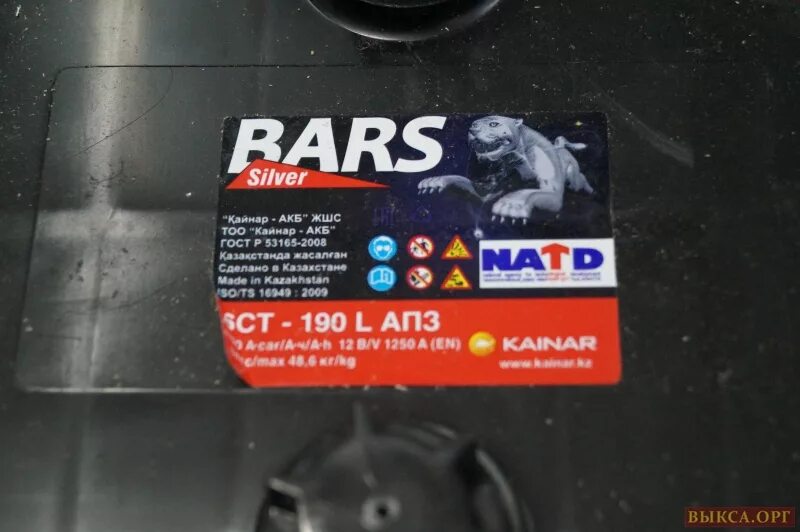 BARS
Silver
"Қайнар - АКБ" ЖШС
ТОО "Кайнар - АКБ"
ГОСТ Р 53165-2008
Қазақстанда жасалған
Сделано в Казахстане
Made in Kazakhstan
ISO/TS 16949 : 2009
NATD
6СТ - 190 L АПЗ
A·сағ/А·ч/A·h 12 В/V 1250 А (EN)
/max 48,6 кг/kg
KAINAR
www.kainar.kz
ВЫКСА.ОРГ